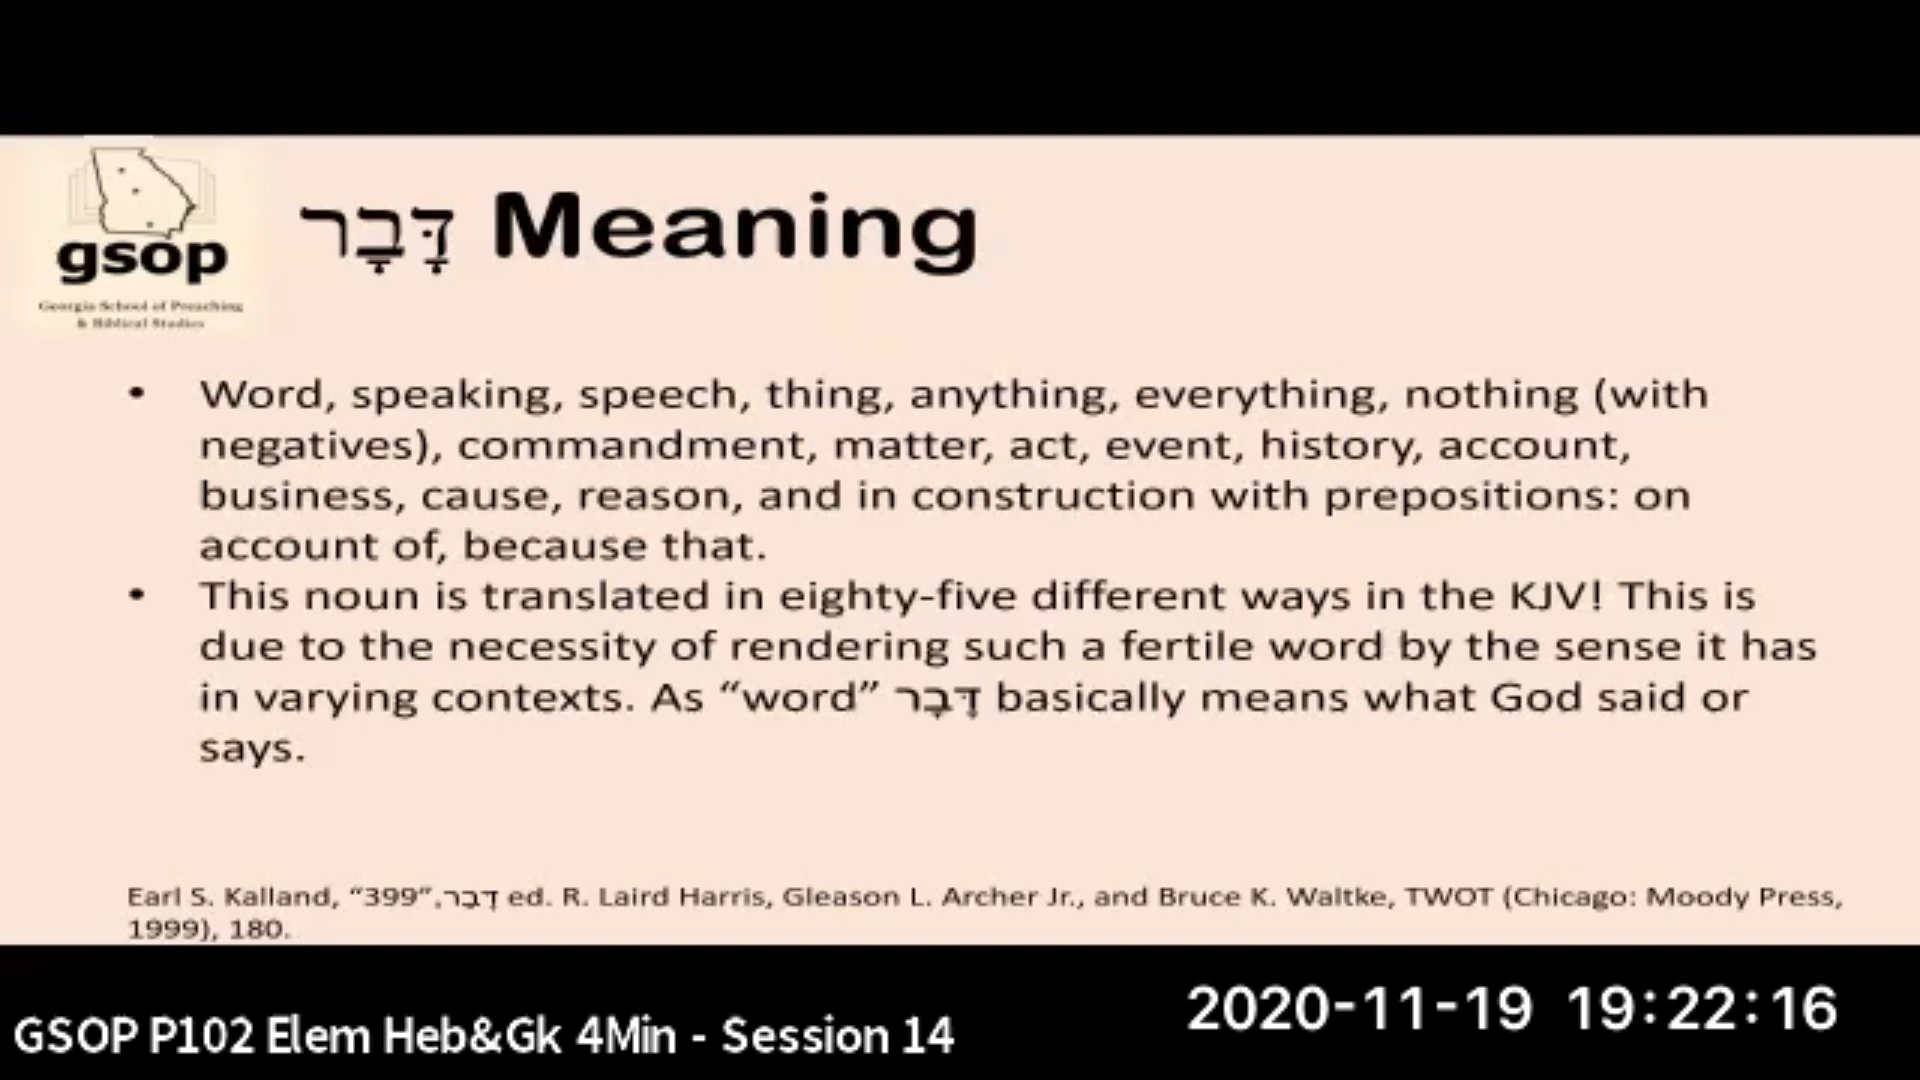 gsop
Georgia School of Preaching
& Biblical Studies
דָּבָר Meaning
• Word, speaking, speech, thing, anything, everything, nothing (with
negatives), commandment, matter, act, event, history, account,
business, cause, reason, and in construction with prepositions: on
account of, because that.
• This noun is translated in eighty-five different ways in the KJV! This is
due to the necessity of rendering such a fertile word by the sense it has
in varying contexts. As “word” דָּבָר basically means what God said or
says.
Earl S. Kalland, “399 דָּבָר,” ed. R. Laird Harris, Gleason L. Archer Jr., and Bruce K. Waltke, TWOT (Chicago: Moody Press,
1999), 180.
GSOP P102 Elem Heb&Gk 4Min - Session 14
2020-11-19 19:22:16